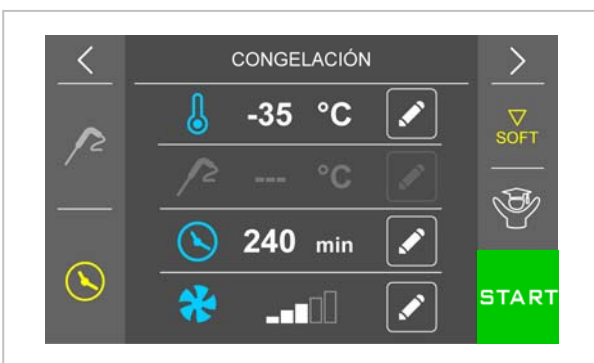 CONGELACIÓN
-35 °C
SOFT
--- °C
240 min
START